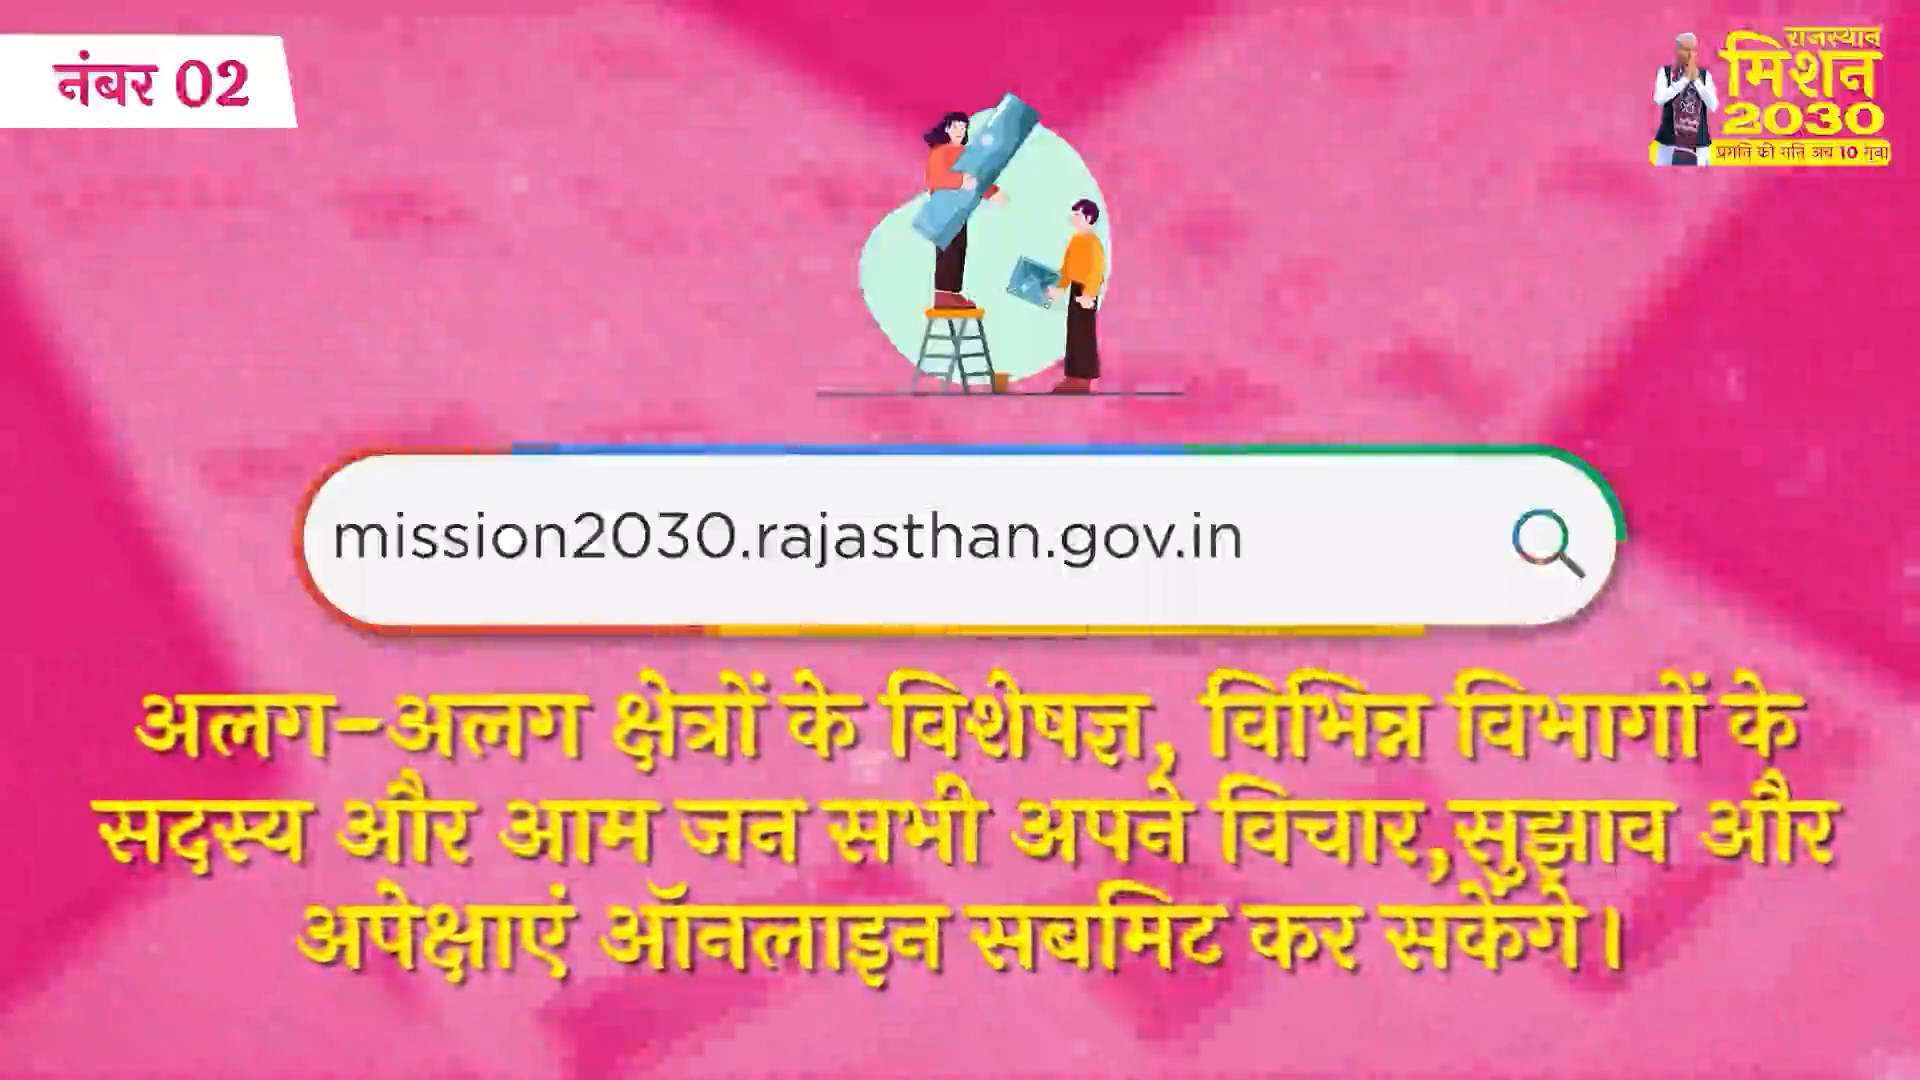 नंबर 02
राजस्थान
मिशन
2030
प्रगति की गति अब 10 गुना
mission2030.rajasthan.gov.in
अलग-अलग क्षेत्रों के विशेषज्ञ, विभिन्न विभागों के
सदस्य और आम जन सभी अपने विचार,सुझाव और
अपेक्षाएं ऑनलाइन सबमिट कर सकेंगे।